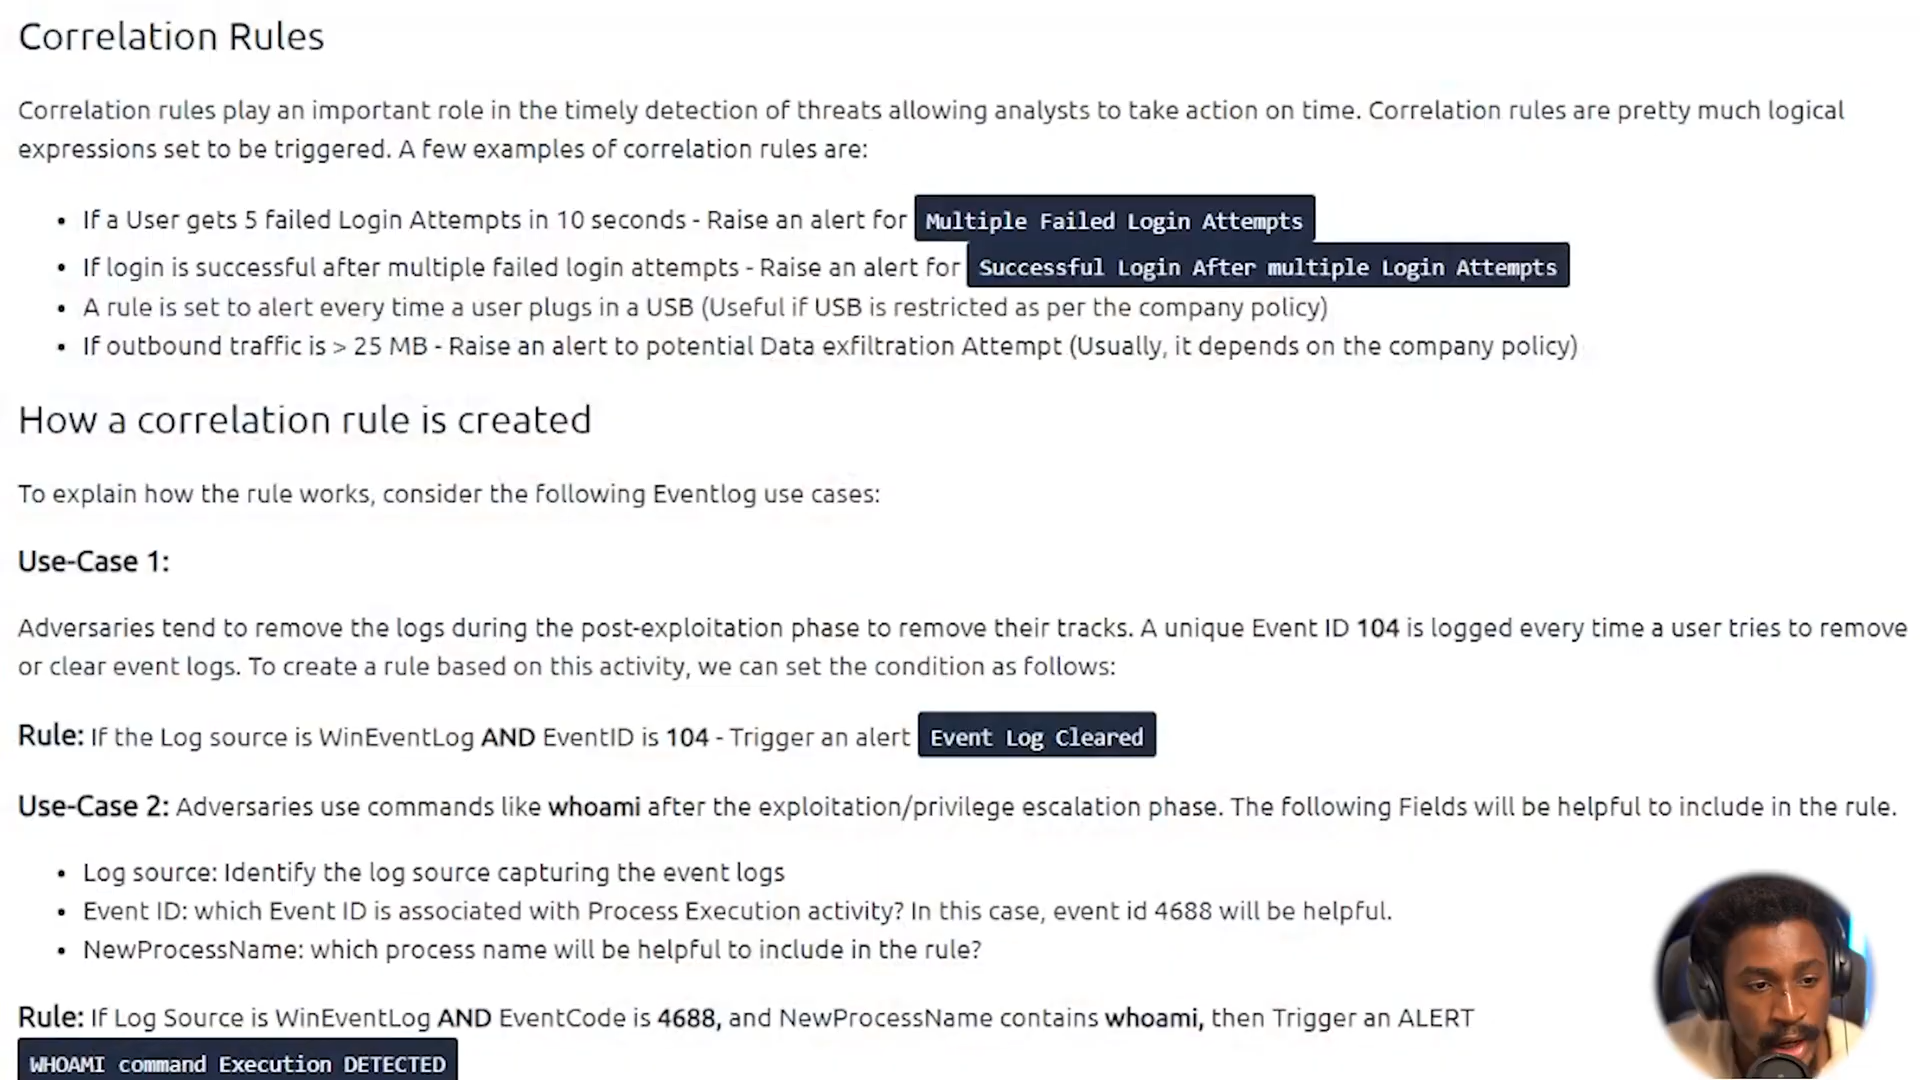 Correlation Rules
Correlation rules play an important role in the timely detection of threats allowing analysts to take action on time. Correlation rules are pretty much logical
expressions set to be triggered. A few examples of correlation rules are:
• If a User gets 5 failed Login Attempts in 10 seconds - Raise an alert for Multiple Failed Login Attempts
• If login is successful after multiple failed login attempts - Raise an alert for Successful Login After multiple Login Attempts
• A rule is set to alert every time a user plugs in a USB (Useful if USB is restricted as per the company policy)
• If outbound traffic is > 25 MB - Raise an alert to potential Data exfiltration Attempt (Usually, it depends on the company policy)
How a correlation rule is created
To explain how the rule works, consider the following Eventlog use cases:
Use-Case 1:
Adversaries tend to remove the logs during the post-exploitation phase to remove their tracks. A unique Event ID 104 is logged every time a user tries to remove
or clear event logs. To create a rule based on this activity, we can set the condition as follows:
Rule: If the Log source is WinEventLog AND EventID is 104 - Trigger an alert Event Log Cleared
Use-Case 2: Adversaries use commands like whoami after the exploitation/privilege escalation phase. The following Fields will be helpful to include in the rule.
• Log source: Identify the log source capturing the event logs
• Event ID: which Event ID is associated with Process Execution activity? In this case, event id 4688 will be helpful.
• NewProcessName: which process name will be helpful to include in the rule?
Rule: If Log Source is WinEventLog AND EventCode is 4688, and NewProcessName contains whoami, then Trigger an ALERT
WHOAMI command Execution DETECTED